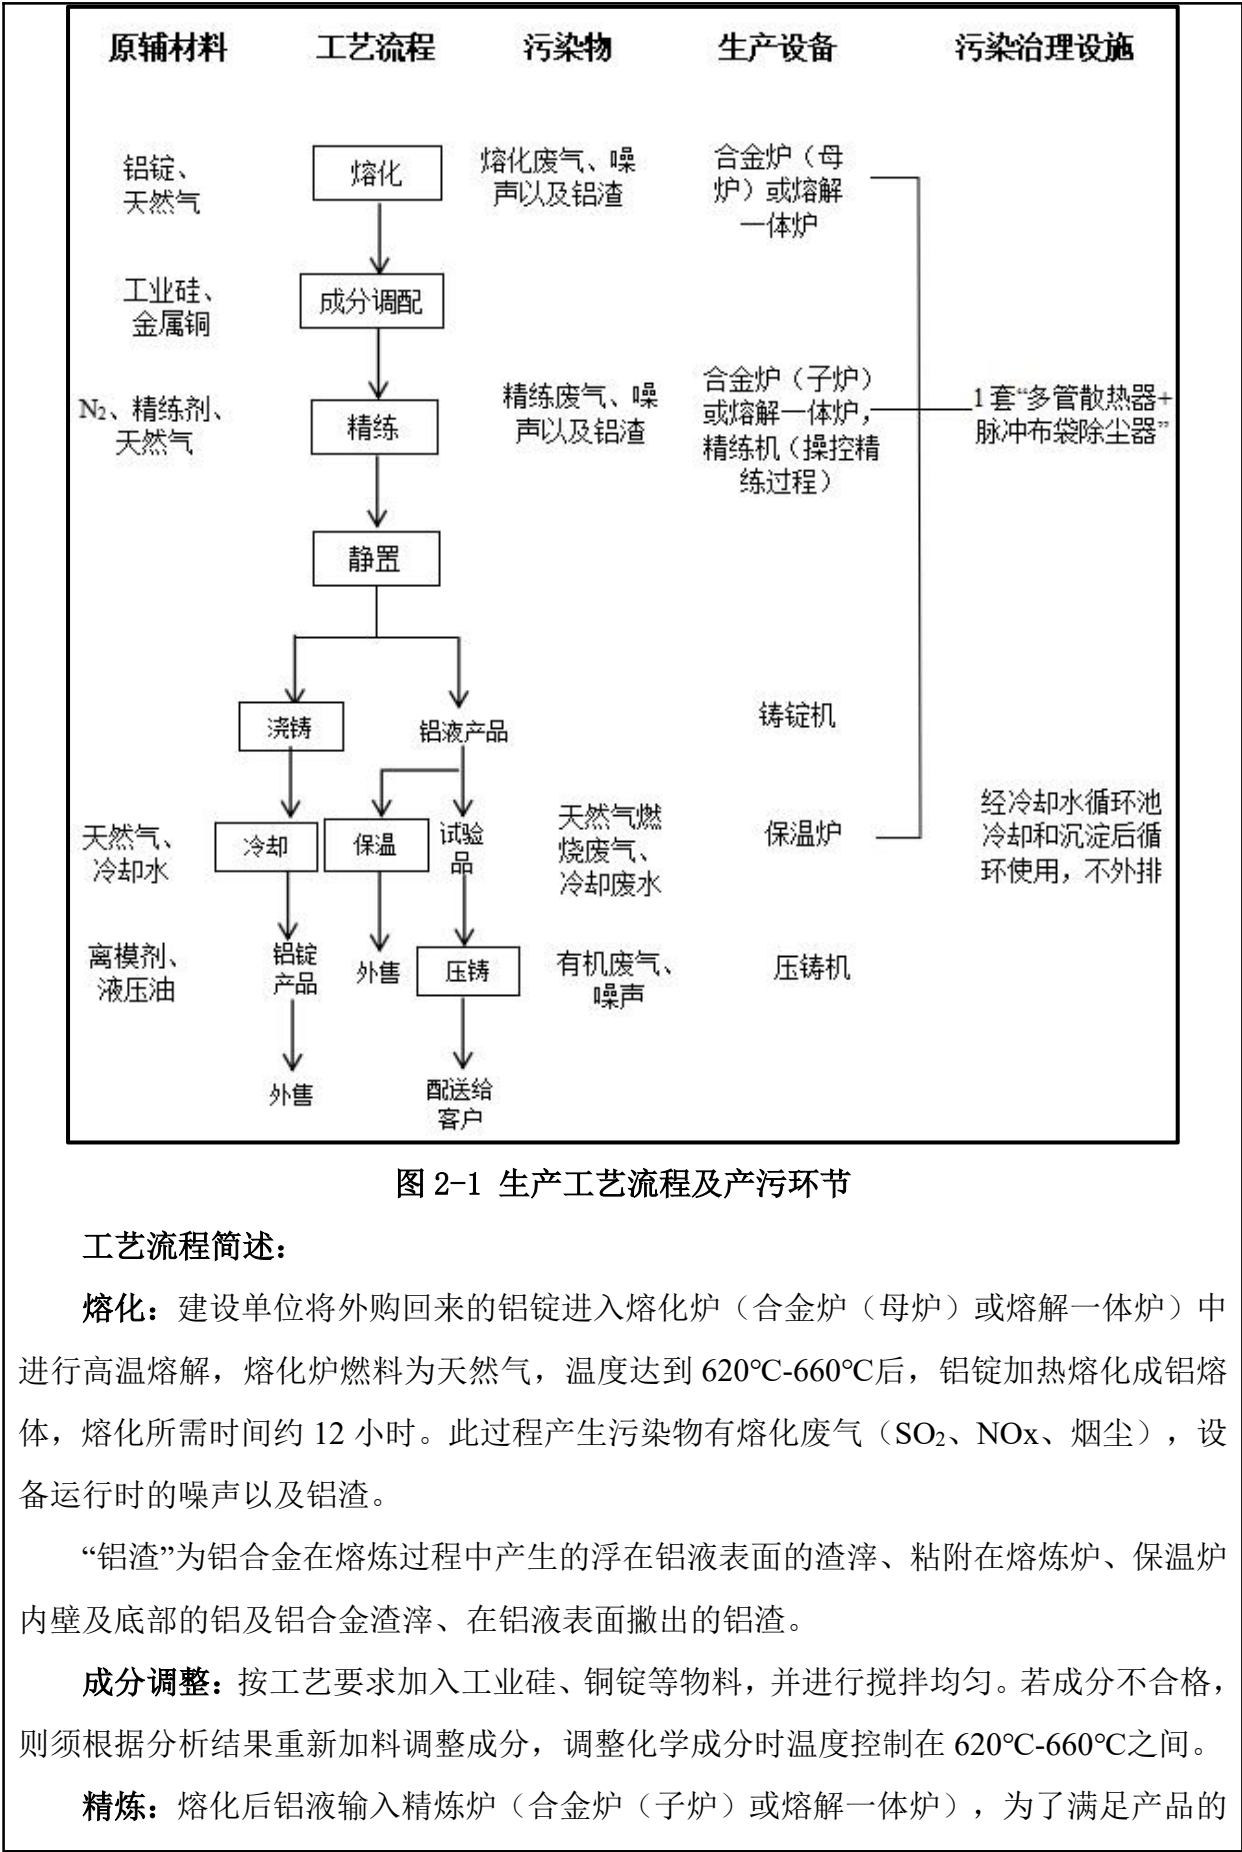 原辅材料 工艺流程 污染物 生产设备 污染治理设施
铝锭、
天然气
熔化
熔化废气、噪
声以及铝渣
合金炉（母
炉）或熔解
一体炉
工业硅、
金属铜
成分调配
N₂、精练剂、
天然气
精练
精练废气、噪
声以及铝渣
合金炉（子炉）
或熔解一体炉，
精练机（操控精
练过程）
1套“多管散热器+
脉冲布袋除尘器”
静置
浇铸
铝液产品
铸锭机
天然气、
冷却水
冷却
保温
试验
品
天然气燃
烧废气、
冷却废水
保温炉
经冷却水循环池
冷却和沉淀后循
环使用，不外排
离模剂、
液压油
铝锭
产品
外售
压铸
有机废气、
噪声
压铸机
外售
配送给
客户
图 2-1 生产工艺流程及产污环节
工艺流程简述：
熔化：建设单位将外购回来的铝锭进入熔化炉（合金炉（母炉）或熔解一体炉）中
进行高温熔解，熔化炉燃料为天然气，温度达到 620℃-660℃后，铝锭加热熔化成铝熔
体，熔化所需时间约 12 小时。此过程产生污染物有熔化废气（SO₂、NOx、烟尘），设
备运行时的噪声以及铝渣。
“铝渣”为铝合金在熔炼过程中产生的浮在铝液表面的渣滓、粘附在熔炼炉、保温炉
内壁及底部的铝及铝合金渣滓、在铝液表面撇出的铝渣。
成分调整：按工艺要求加入工业硅、铜锭等物料，并进行搅拌均匀。若成分不合格，
则须根据分析结果重新加料调整成分，调整化学成分时温度控制在 620℃-660℃之间。
精炼：熔化后铝液输入精炼炉（合金炉（子炉）或熔解一体炉），为了满足产品的